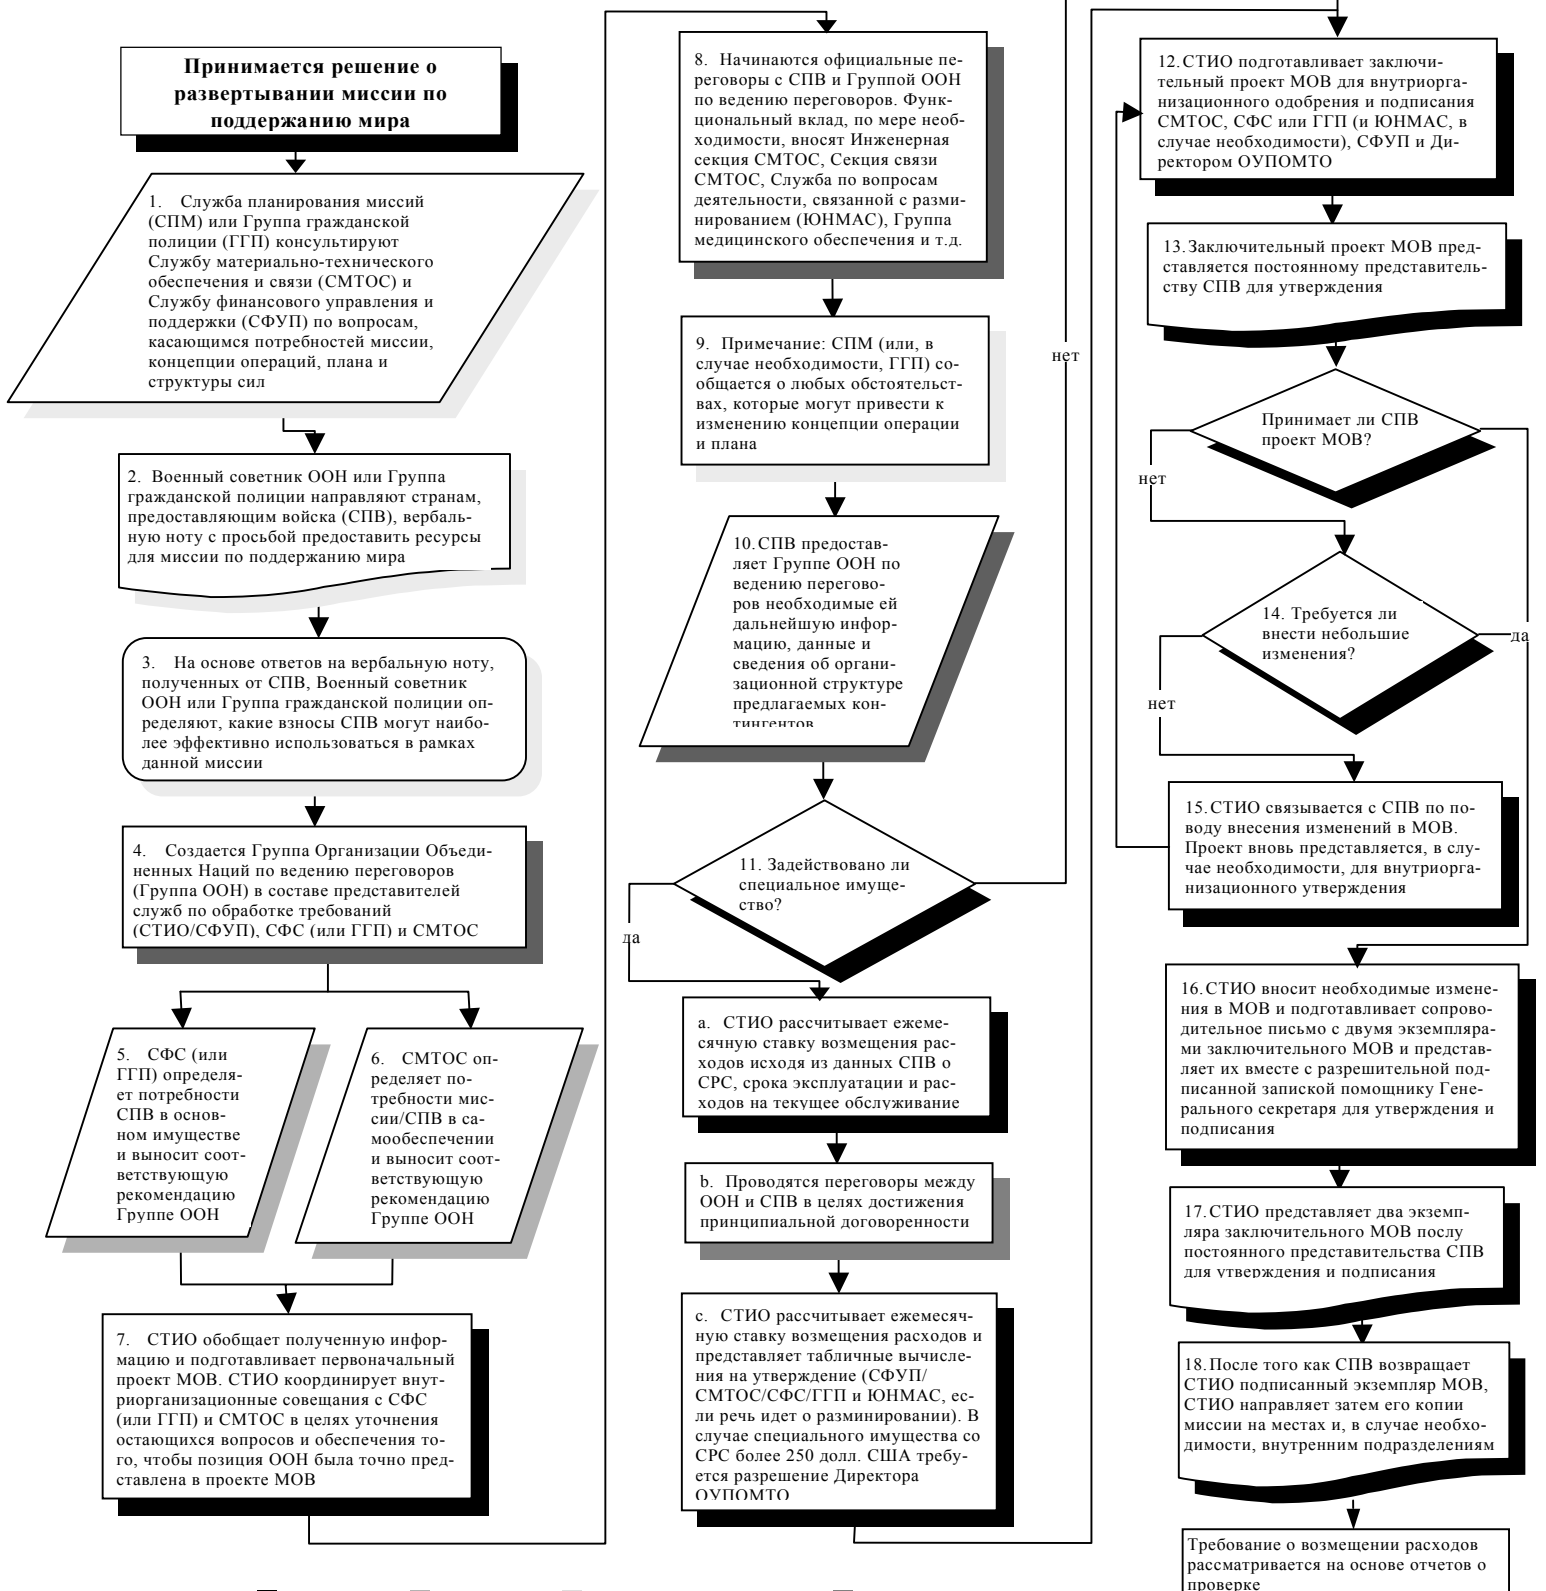 Принимается решение о
развертывании миссии по
поддержанию мира
1. Служба планирования миссий
(СПМ) или Группа гражданской
полиции (ГГП) консультируют
Службу материально-технического
обеспечения и связи (СМТОС) и
Службу финансового управления и
поддержки (СФУП) по вопросам,
касающимся потребностей миссии,
концепции операций, плана и
структуры сил
2. Военный советник ООН или Группа
гражданской полиции направляют странам,
предоставляющим войска (СПВ), вербаль-
ную ноту с просьбой предоставить ресурсы
для миссии по поддержанию мира
3. На основе ответов на вербальную ноту,
полученных от СПВ, Военный советник
ООН или Группа гражданской полиции оп-
ределяют, какие взносы СПВ могут наибо-
лее эффективно использоваться в рамках
данной миссии
4. Создается Группа Организации Объеди-
ненных Наций по ведению переговоров
(Группа ООН) в составе представителей
служб по обработке требований
(СТИО/СФУП), СФС (или ГГП) и СМТОС
5. СФС (или
ГГП) определя-
ет потребности
СПВ в основ-
ном имуществе
и выносит соот-
ветствующую
рекомендацию
Группе ООН
6. СМТОС оп-
ределяет по-
требности мис-
сии/СПВ в са-
мообеспечении
и выносит соот-
ветствующую
рекомендацию
Группе ООН
7. СТИО обобщает полученную инфор-
мацию и подготавливает первоначальный
проект МОВ. СТИО координирует внут-
риорганизационные совещания с СФС
(или ГГП) и СМТОС в целях уточнения
остающихся вопросов и обеспечения то-
го, чтобы позиция ООН была точно пред-
ставлена в проекте МОВ
8. Начинаются официальные пе-
реговоры с СПВ и Группой ООН
по ведению переговоров. Функ-
циональный вклад, по мере необ-
ходимости, вносят Инженерная
секция СМТОС, Секция связи
СМТОС, Служба по вопросам
деятельности, связанной с разми-
нированием (ЮНМАС), Группа
медицинского обеспечения и т.д.
9. Примечание: СПМ (или, в
случае необходимости, ГГП) со-
общается о любых обстоятельст-
вах, которые могут привести к
изменению концепции операции
и плана
10.СПВ предостав-
ляет Группе ООН по
ведению перегово-
ров необходимые ей
дальнейшую инфор-
мацию, данные и
сведения об органи-
зационной структуре
предлагаемых кон-
тингентов
11. Задействовано ли
специальное имуще-
ство?
нет
да
a. СТИО рассчитывает ежеме-
сячную ставку возмещения рас-
ходов исходя из данных СПВ о
СРС, срока эксплуатации и рас-
ходов на текущее обслуживание
b. Проводятся переговоры между
ООН и СПВ в целях достижения
принципиальной договоренности
c. СТИО рассчитывает ежемесяч-
ную ставку возмещения расходов и
представляет табличные вычисле-
ния на утверждение (СФУП/
СМТОС/СФС/ГГП и ЮНМАС, ес-
ли речь идет о разминировании). В
случае специального имущества со
СРС более 250 долл. США требу-
ется разрешение Директора
ОУПОМТО
12.СТИО подготавливает заключи-
тельный проект МОВ для внутриорга-
низационного одобрения и подписания
СМТОС, СФС или ГГП (и ЮНМАС, в
случае необходимости), СФУП и Ди-
ректором ОУПОМТО
13.Заключительный проект МОВ пред-
ставляется постоянному представитель-
ству СПВ для утверждения
Принимает ли СПВ
проект МОВ?
нет
14. Требуется ли
внести небольшие
изменения?
да
нет
15.СТИО связывается с СПВ по по-
воду внесения изменений в МОВ.
Проект вновь представляется, в слу-
чае необходимости, для внутриорга-
низационного утверждения
16.СТИО вносит необходимые измене-
ния в МОВ и подготавливает сопрово-
дительное письмо с двумя экземпляра-
ми заключительного МОВ и представ-
ляет их вместе с разрешительной под-
писанной запиской помощнику Гене-
рального секретаря для утверждения и
подписания
17.СТИО представляет два экземп-
ляра заключительного МОВ послу
постоянного представительства СПВ
для утверждения и подписания
18.После того как СПВ возвращает
СТИО подписанный экземпляр МОВ,
СТИО направляет затем его копии
миссии на местах и, в случае необхо-
димости, внутренним подразделениям
Требование о возмещении расходов
рассматривается на основе отчетов о
проверке